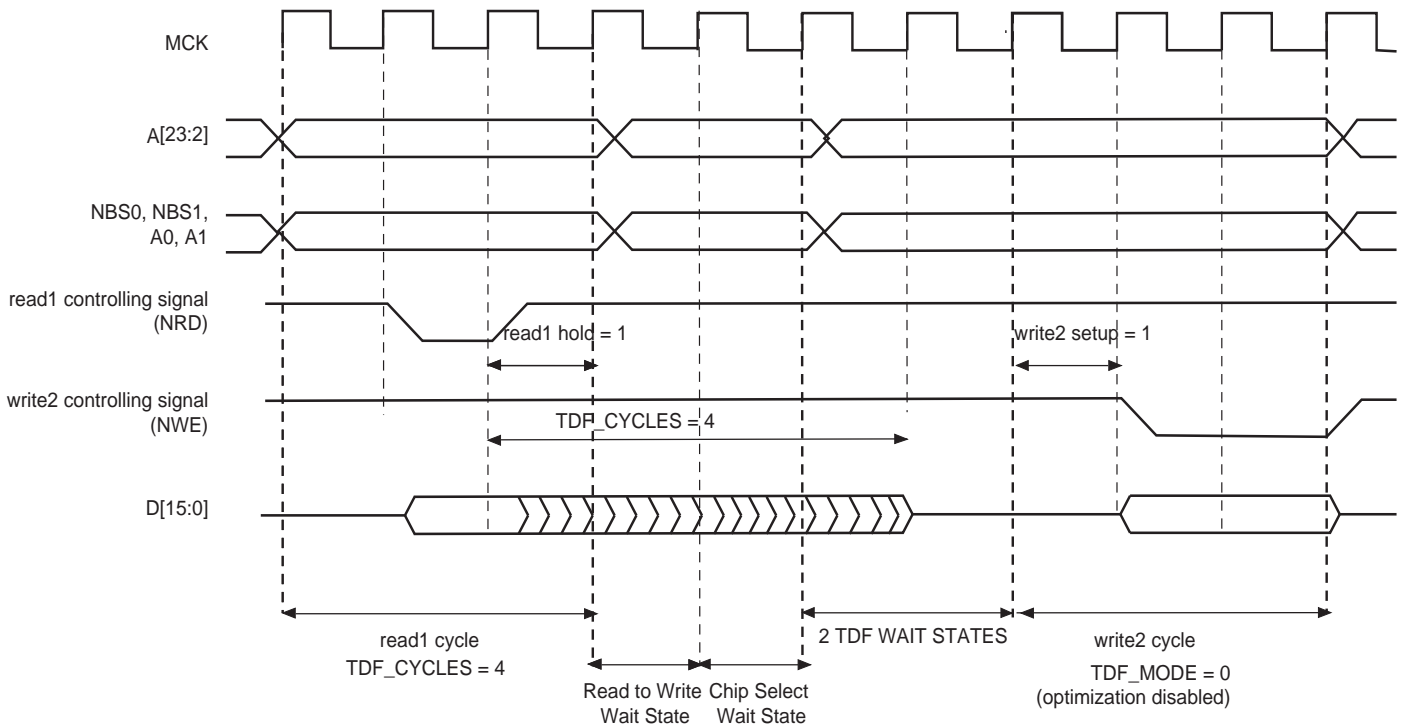 MCK
A[23:2]
NBS0, NBS1,
A0, A1
read1 controlling signal
(NRD)
read1 hold = 1
write2 setup = 1
write2 controlling signal
(NWE)
TDF_CYCLES = 4
D[15:0]
read1 cycle
TDF_CYCLES = 4
2 TDF WAIT STATES
write2 cycle
TDF_MODE = 0
(optimization disabled)
Read to Write
Wait State
Chip Select
Wait State